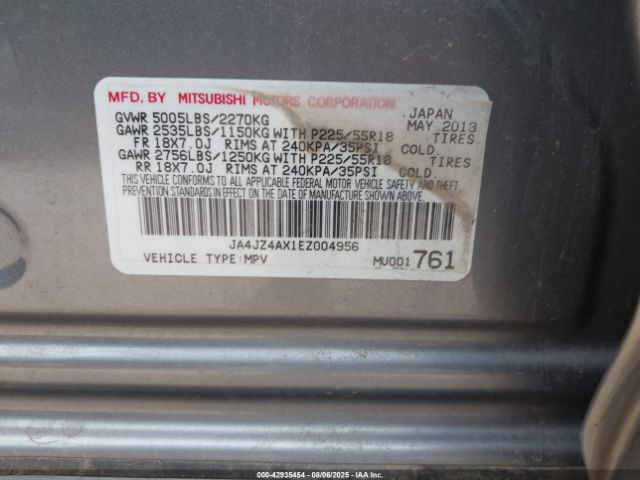 MFD. BY MITSUBISHI MOTORS CORPORATION
JAPAN
GVWR 5005LBS/2270KG MAY 2013
GAWR 2535LBS/1150KG WITH P225/55R18 TIRES
FR 18X7.0J RIMS AT 240KPA/35PSI COLD
GAWR 2756LBS/1250KG WITH P225/55R18 TIRES
RR 18X7.0J RIMS AT 240KPA/35PSI COLD.
THIS VEHICLE CONFORMS TO ALL APPLICABLE FEDERAL MOTOR VEHICLE SAFETY AND THEFT
PREVENTION STANDARDS IN EFFECT ON THE DATE OF MANUFACTURE SHOWN ABOVE.
JA4JZ4AX1EZ004956
VEHICLE TYPE:MPV MU001 761
000-42935454 - 08/06/2025 - IAAI.COM